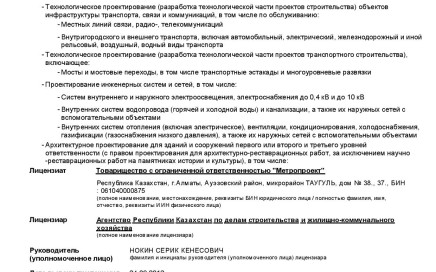 - Технологическое проектирование (разработка технологической части проектов строительства) объектов
инфраструктуры транспорта, связи и коммуникаций, в том числе по обслуживанию:
- Местных линий связи, радио-, телекоммуникаций
- Внутригородского и внешнего транспорта, включая автомобильный, электрический, железнодорожный и иной
рельсовый, воздушный, водный виды транспорта
- Технологическое проектирование (разработка технологической части проектов транспортного строительства),
включающее:
- Мосты и мостовые переходы, в том числе транспортные эстакады и многоуровневые развязки
- Проектирование инженерных систем и сетей, в том числе:
- Систем внутреннего и наружного электроосвещения, электроснабжения до 0,4 кВ и до 10 кВ
- Внутренних систем водопровода (горячей и холодной воды) и канализации, а также их наружных сетей с
вспомогательными объектами
- Внутренних систем отопления (включая электрическое), вентиляции, кондиционирования, холодоснабжения,
газификации (газоснабжения низкого давления), а также их наружных сетей с вспомогательными объектами
- Архитектурное проектирование для зданий и сооружений первого или второго и третьего уровней
ответственности (с правом проектирования для архитектурно-реставрационных работ, за исключением научно
-реставрационных работ на памятниках истории и культуры), в том числе:
Лицензиат Товарищество с ограниченной ответственностью "Метропроект"
Республика Казахстан, г.Алматы, Ауэзовский район, микрорайон ТАУГУЛЬ, дом № 38., 37., БИН
: 061040000875
(полное наименование, местонахождение, реквизиты БИН юридического лица / полностью фамилия, имя,
отчество, реквизиты ИИН физического лица)
Лицензиар Агентство Республики Казахстан по делам строительства и жилищно-коммунального
хозяйства
(полное наименование лицензиара)
Руководитель НОКИН СЕРИК КЕНЕСОВИЧ
(уполномоченное лицо) фамилия и инициалы руководителя (уполномоченного лица) лицензиара